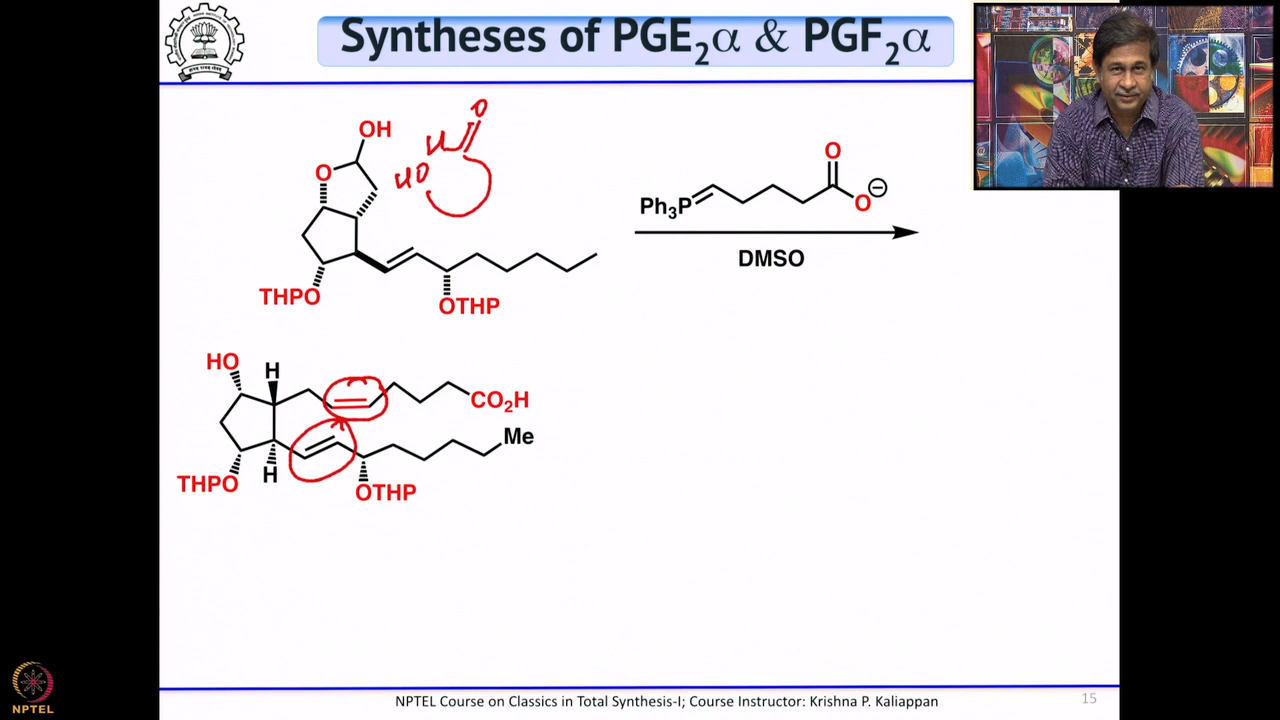 Syntheses of PGE₂α & PGF₂α
OH
O
O
H
HO
THPO
OTHP
Ph₃P
O
O⊖
DMSO
HO
H
CO₂H
Me
H
THPO
OTHP
NPTEL Course on Classics in Total Synthesis-I; Course Instructor: Krishna P. Kaliappan
15
NPTEL